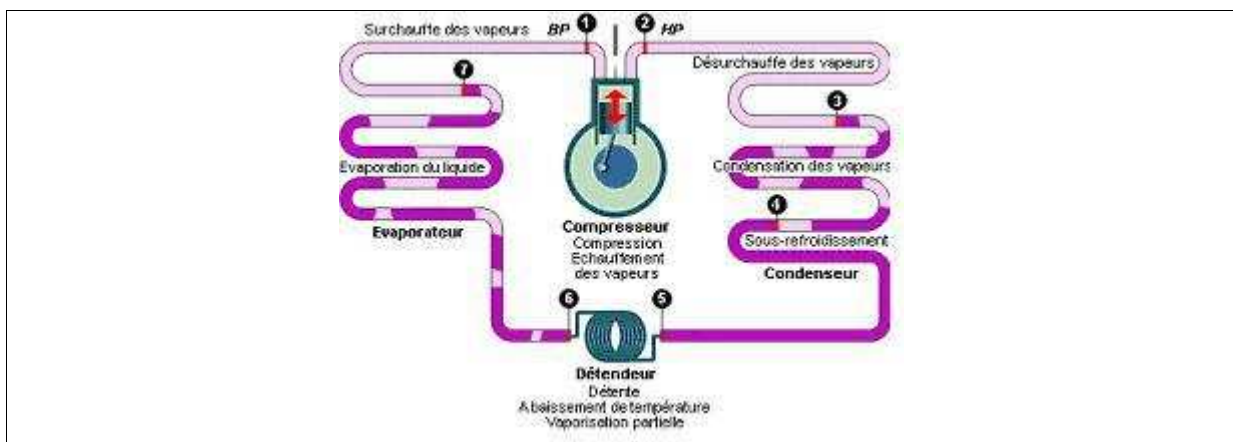 Surchauffe des vapeurs BP 1 2 HP
Désurchauffe des vapeurs
7
3
Evaporation du liquide
Condensation des vapeurs
4
Evaporateur
Compresseur
Compression
Echauffement
des vapeurs
Sous-refroidissement
Condenseur
6 5
Détendeur
Détente
Abaissement de température
Vaporisation partielle